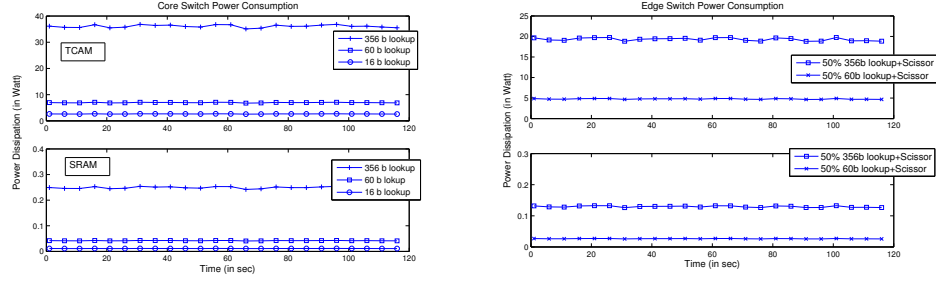 Core Switch Power Consumption
40
30
20
10
0
TCAM
356 b lookup
60 b lookup
16 b lookup
0 20 40 60 80 100 120
Power Dissipation (in Watt)
0.4
0.3
0.2
0.1
0
SRAM
356 b lookup
60 b lokup
16 b lookup
0 20 40 60 80 100 120
Time (in sec)
Edge Switch Power Consumption
25
20
15
10
5
0
50% 356b lookup+Scissor
50% 60b lookup+Scissor
0 20 40 60 80 100 120
Power Dissipation (in Watt)
0.3
0.2
0.1
0
50% 356b lookup+Scissor
50% 60b lookup+Scissor
0 20 40 60 80 100 120
Time (in sec)